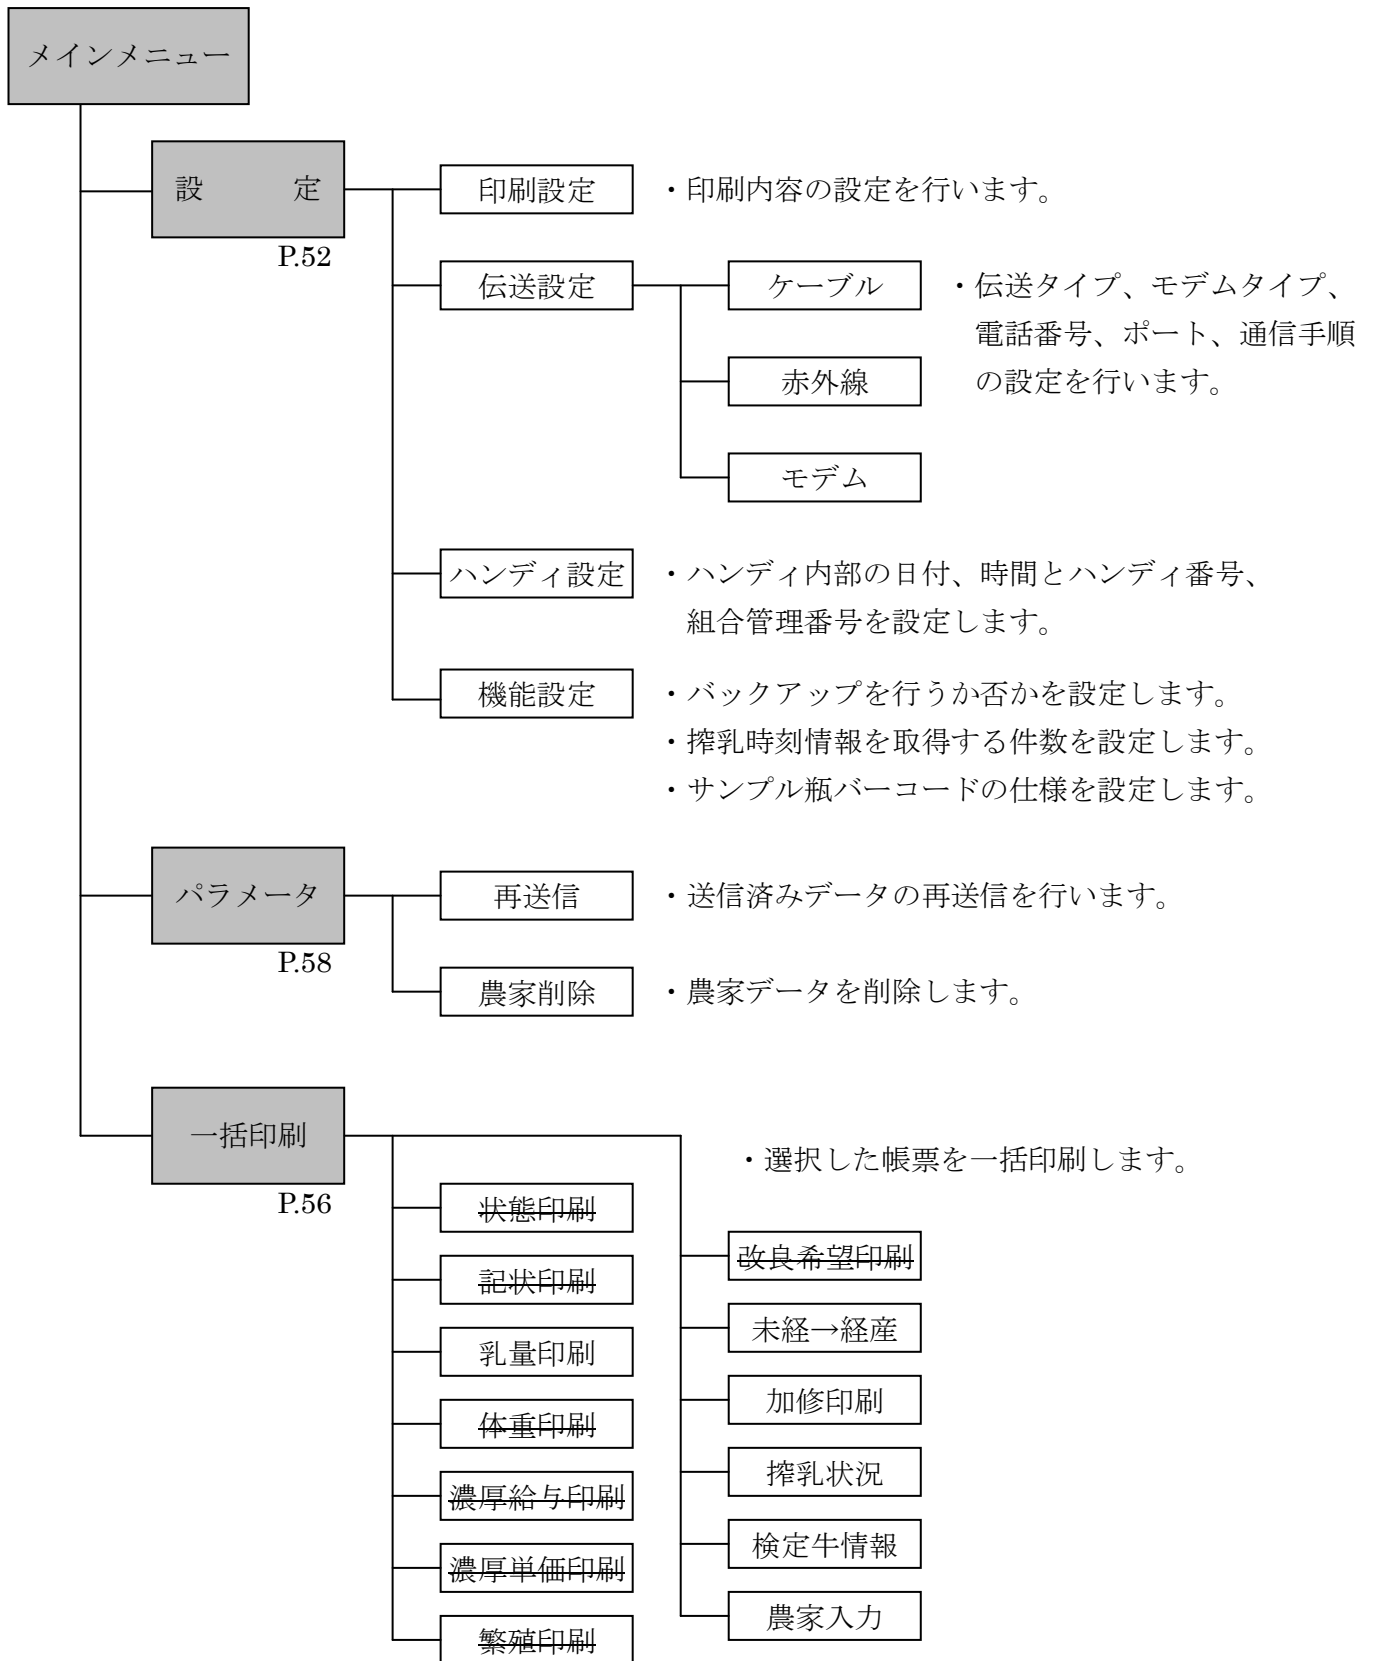 メインメニュー
設　　　定
P.52
印刷設定
・印刷内容の設定を行います。
伝送設定
ケーブル
・伝送タイプ、モデムタイプ、
電話番号、ポート、通信手順
の設定を行います。
赤外線
モデム
ハンディ設定
・ハンディ内部の日付、時間とハンディ番号、
組合管理番号を設定します。
機能設定
・バックアップを行うか否かを設定します。
・搾乳時刻情報を取得する件数を設定します。
・サンプル瓶バーコードの仕様を設定します。
パラメータ
P.58
再送信
・送信済みデータの再送信を行います。
農家削除
・農家データを削除します。
一括印刷
P.56
・選択した帳票を一括印刷します。
状態印刷
記状印刷
乳量印刷
体重印刷
濃厚給与印刷
濃厚単価印刷
繁殖印刷
改良希望印刷
未経→経産
加修印刷
搾乳状況
検定牛情報
農家入力